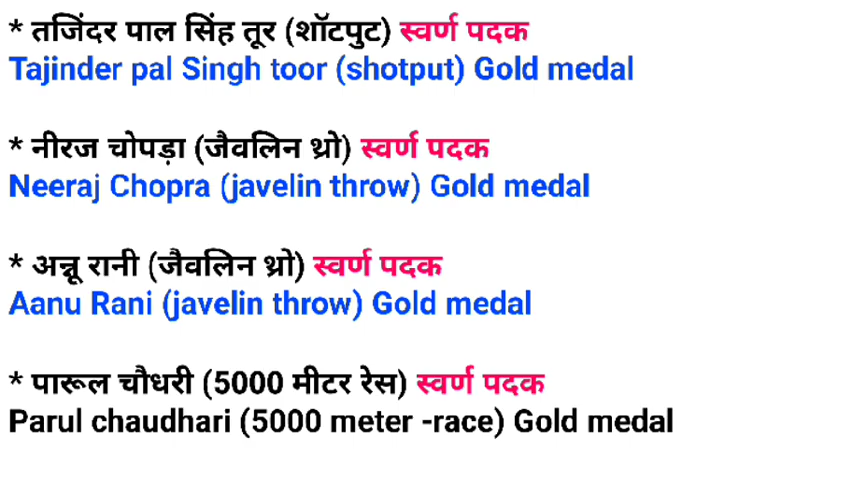 * तजिंदर पाल सिंह तूर (शॉटपुट) स्वर्ण पदक
Tajinder pal Singh toor (shotput) Gold medal
* नीरज चोपड़ा (जैवलिन थ्रो) स्वर्ण पदक
Neeraj Chopra (javelin throw) Gold medal
* अन्नू रानी (जैवलिन थ्रो) स्वर्ण पदक
Aanu Rani (javelin throw) Gold medal
* पारूल चौधरी (5000 मीटर रेस) स्वर्ण पदक
Parul chaudhari (5000 meter -race) Gold medal